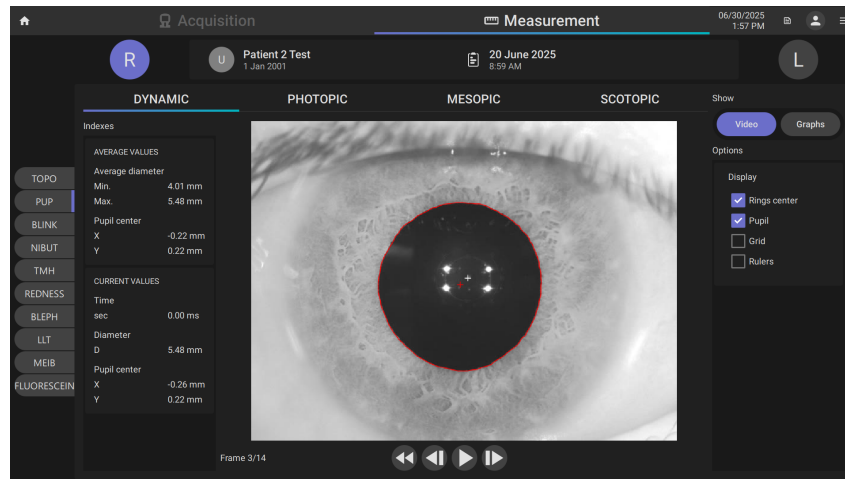 Acquisition
Measurement
06/30/2025
1:57 PM
R
U
Patient 2 Test
1 Jan 2001
20 June 2025
8:59 AM
L
DYNAMIC
PHOTOPIC
MESOPIC
SCOTOPIC
Indexes
AVERAGE VALUES
Average diameter
Min. 4.01 mm
Max. 5.48 mm
Pupil center
X -0.22 mm
Y 0.22 mm
CURRENT VALUES
Time
sec 0.00 ms
Diameter
D 5.48 mm
Pupil center
X -0.26 mm
Y 0.22 mm
TOPO
PUP
BLINK
NIBUT
TMH
REDNESS
BLEPH
LLT
MEIB
FLUORESCEIN
Frame 3/14
Show
Video
Graphs
Options
Display
Rings center
Pupil
Grid
Rulers